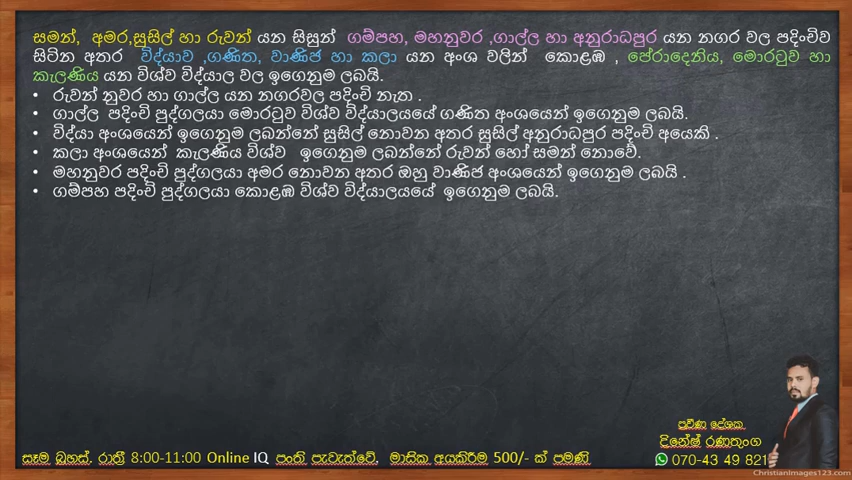 සමන්, අමර,සුසිල් හා රුවන් යන සිසුන් ගම්පහ, මහනුවර ,ගාල්ල හා අනුරාධපුර යන නගර වල පදිංචිව
සිටින අතර විද්යාව ,ගණිත, වාණිජ හා කලා යන අංශ වලින් කොළඹ , පේරාදෙනිය, මොරටුව හා
කැලණිය යන විශ්ව විද්යාල වල ඉගෙනුම ලබයි.
• රුවන් නුවර හා ගාල්ල යන නගරවල පදිංචි නැත .
• ගාල්ල පදිංචි පුද්ගලයා මොරටුව විශ්ව විද්යාලයයේ ගණිත අංශයෙන් ඉගෙනුම ලබයි.
• විද්යා අංශයෙන් ඉගෙනුම ලබන්නේ සුසිල් නොවන අතර සුසිල් අනුරාධපුර පදිංචි අයෙකි .
• කලා අංශයෙන් කැලණිය විශ්ව ඉගෙනුම ලබන්නේ රුවන් හෝ සමන් නොවේ.
• මහනුවර පදිංචි පුද්ගලයා අමර නොවන අතර ඔහු වාණිජ අංශයෙන් ඉගෙනුම ලබයි .
• ගම්පහ පදිංචි පුද්ගලයා කොළඹ විශ්ව විද්යාලයයේ ඉගෙනුම ලබයි.
ප්‍රවීණ දේශක
දිනේෂ් රණතුංග
070-43 49 821
සෑම බ්‍රහස්. රාත්‍රී 8:00-11:00 Online IQ පංති පැවැත්වේ. මාසික අයකිරීම 500/- ක් පමණි
ChristianImages123.com